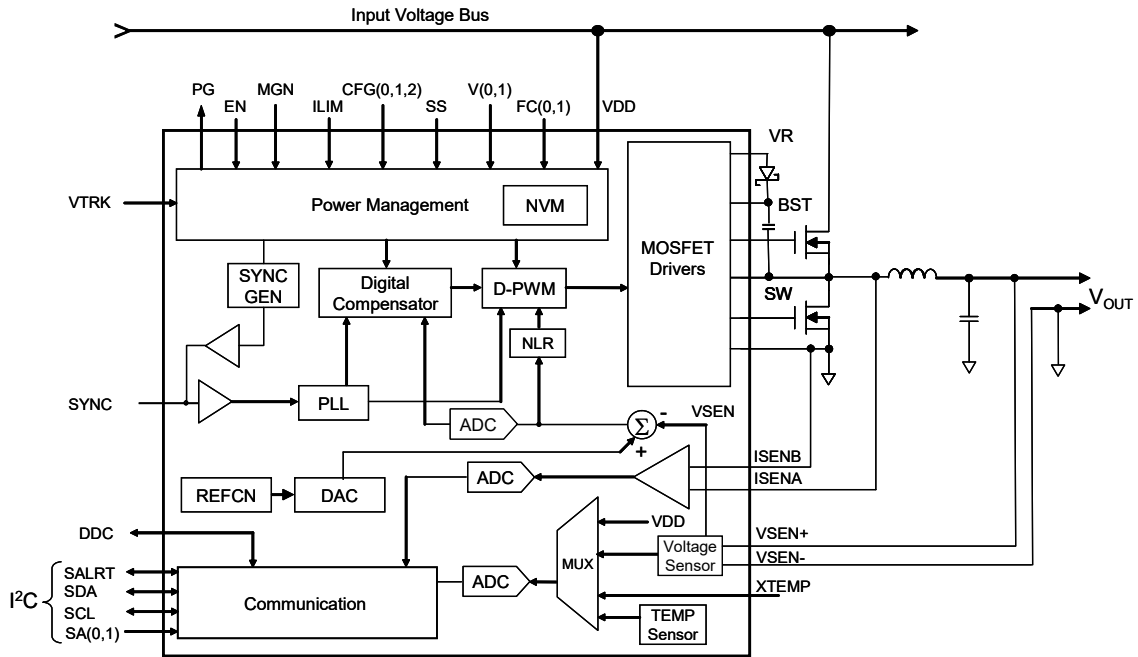 Input Voltage Bus
PG
EN
MGN
ILIM
CFG(0,1,2)
SS
V(0,1)
FC(0,1)
VDD
VR
VTRK
Power Management
NVM
BST
MOSFET
Drivers
SYNC
GEN
Digital
Compensator
D-PWM
SW
VOUT
NLR
SYNC
PLL
ADC
Σ
-
+
VSEN
ISENB
ISENA
ADC
REFCN
DAC
DDC
VDD
VSEN+
Voltage
Sensor
VSEN-
MUX
XTEMP
I²C
SALRT
SDA
SCL
SA(0,1)
Communication
ADC
TEMP
Sensor